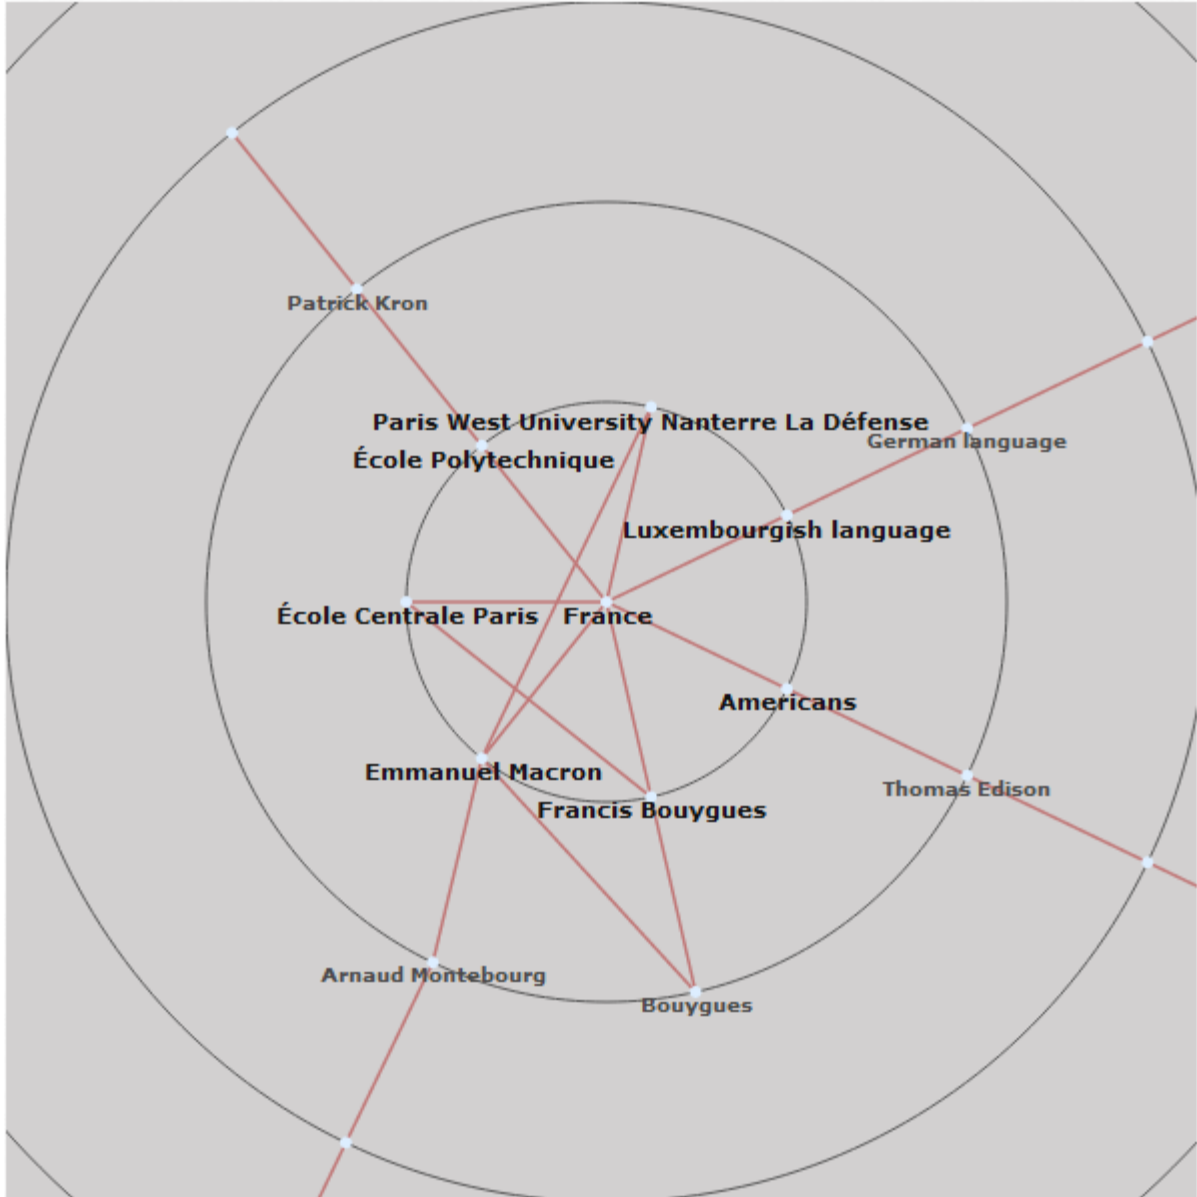 Patrick Kron
Paris West University Nanterre La Défense
German language
École Polytechnique
Luxembourgish language
École Centrale Paris
France
Americans
Emmanuel Macron
Thomas Edison
Francis Bouygues
Arnaud Montebourg
Bouygues